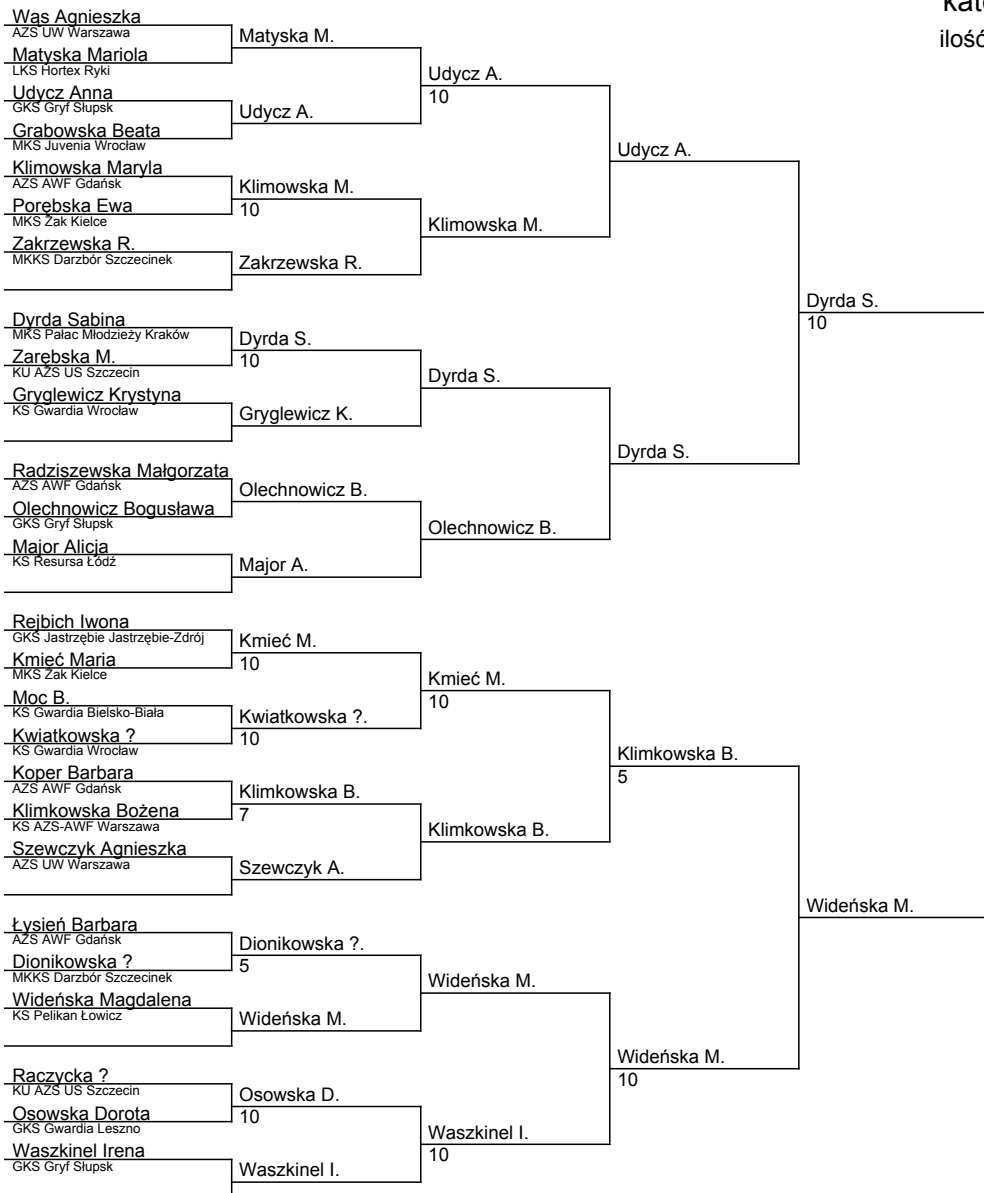 kate
ilość
Wąs Agnieszka
AZS UW Warszawa
Matyska Mariola
LKS Hortex Ryki
Udycz Anna
GKS Gryf Słupsk
Grabowska Beata
MKS Juvenia Wrocław
Klimowska Maryla
AZS AWF Gdańsk
Porębska Ewa
MKS Żak Kielce
Zakrzewska R.
MKKS Darzbór Szczecinek
Dyrda Sabina
MKS Pałac Młodzieży Kraków
Zarębska M.
KU AZS US Szczecin
Gryglewicz Krystyna
KS Gwardia Wrocław
Radziszewska Małgorzata
AZS AWF Gdańsk
Olechnowicz Bogusława
GKS Gryf Słupsk
Major Alicja
KS Resursa Łódź
Rejbich Iwona
GKS Jastrzębie Jastrzębie-Zdrój
Kmieć Maria
MKS Żak Kielce
Moc B.
KS Gwardia Bielsko-Biała
Kwiatkowska ?
KS Gwardia Wrocław
Koper Barbara
AZS AWF Gdańsk
Klimkowska Bożena
KS AZS-AWF Warszawa
Szewczyk Agnieszka
AZS UW Warszawa
Łysień Barbara
AZS AWF Gdańsk
Dionikowska ?
MKKS Darzbór Szczecinek
Wideńska Magdalena
KS Pelikan Łowicz
Raczycka ?
KU AZS US Szczecin
Osowska Dorota
GKS Gwardia Leszno
Waszkinel Irena
GKS Gryf Słupsk
Matyska M.
Udycz A.
Klimowska M.
10
Zakrzewska R.
Dyrda S.
10
Gryglewicz K.
Olechnowicz B.
Major A.
Kmieć M.
10
Kwiatkowska ?.
10
Klimkowska B.
7
Szewczyk A.
Dionikowska ?.
5
Wideńska M.
Osowska D.
10
Waszkinel I.
Udycz A.
10
Klimowska M.
Dyrda S.
Olechnowicz B.
Kmieć M.
10
Klimkowska B.
Wideńska M.
Waszkinel I.
10
Udycz A.
Dyrda S.
Klimkowska B.
5
Wideńska M.
10
Dyrda S.
10
Wideńska M.